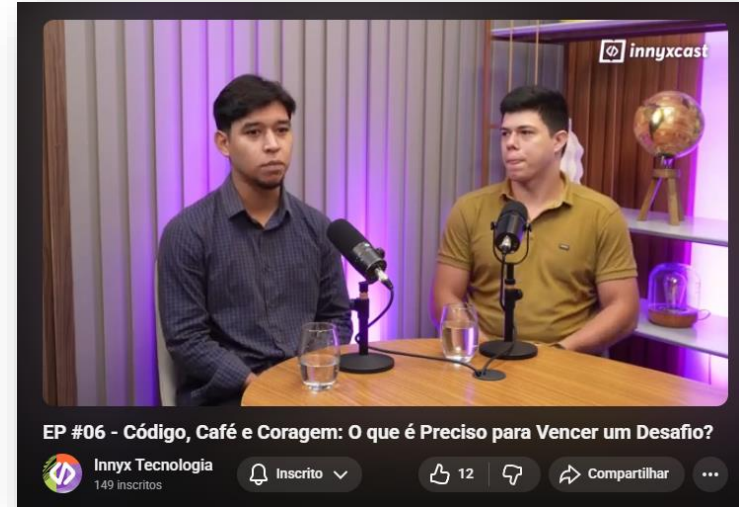 innyxcast
EP #06 - Código, Café e Coragem: O que é Preciso para Vencer um Desafio?
Innyx Tecnologia
149 inscritos
Inscrito
12
Compartilhar